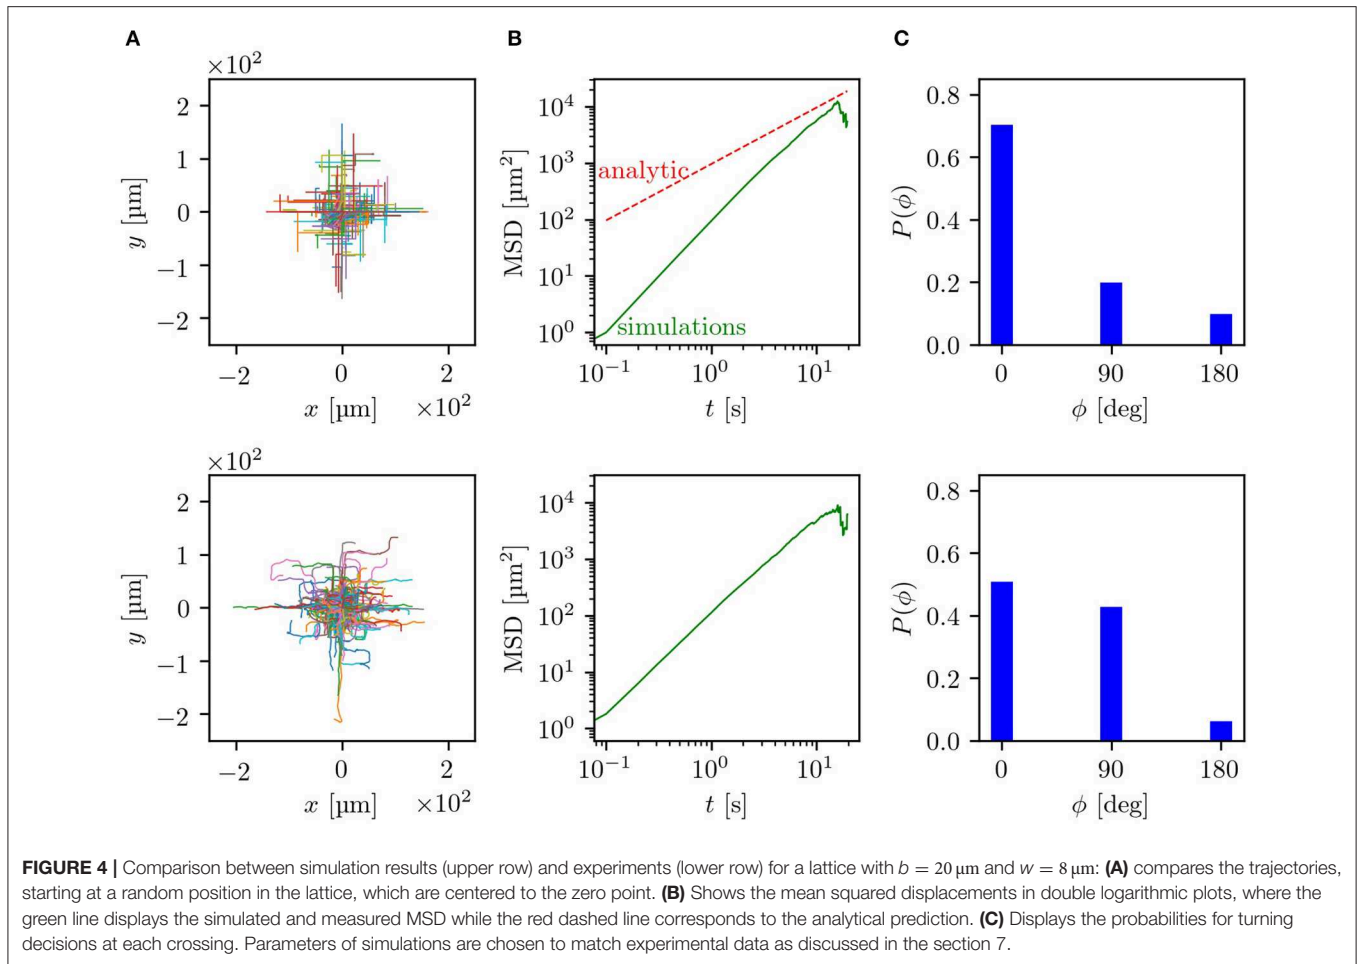 A
B
C
×10²
2
1
0
−1
−2
y [µm]
−2
0
2
x [µm]
×10²
10⁴
10³
10²
10¹
10⁰
MSD [µm²]
analytic
simulations
10⁻¹
10⁰
10¹
t [s]
0.8
0.6
0.4
0.2
0.0
P(ϕ)
0
90
180
ϕ [deg]
×10²
2
1
0
−1
−2
y [µm]
−2
0
2
x [µm]
×10²
10⁴
10³
10²
10¹
10⁰
MSD [µm²]
10⁻¹
10⁰
10¹
t [s]
0.8
0.6
0.4
0.2
0.0
P(ϕ)
0
90
180
ϕ [deg]
FIGURE 4 | Comparison between simulation results (upper row) and experiments (lower row) for a lattice with b = 20 µm and w = 8 µm: (A) compares the trajectories,
starting at a random position in the lattice, which are centered to the zero point. (B) Shows the mean squared displacements in double logarithmic plots, where the
green line displays the simulated and measured MSD while the red dashed line corresponds to the analytical prediction. (C) Displays the probabilities for turning
decisions at each crossing. Parameters of simulations are chosen to match experimental data as discussed in the section 7.